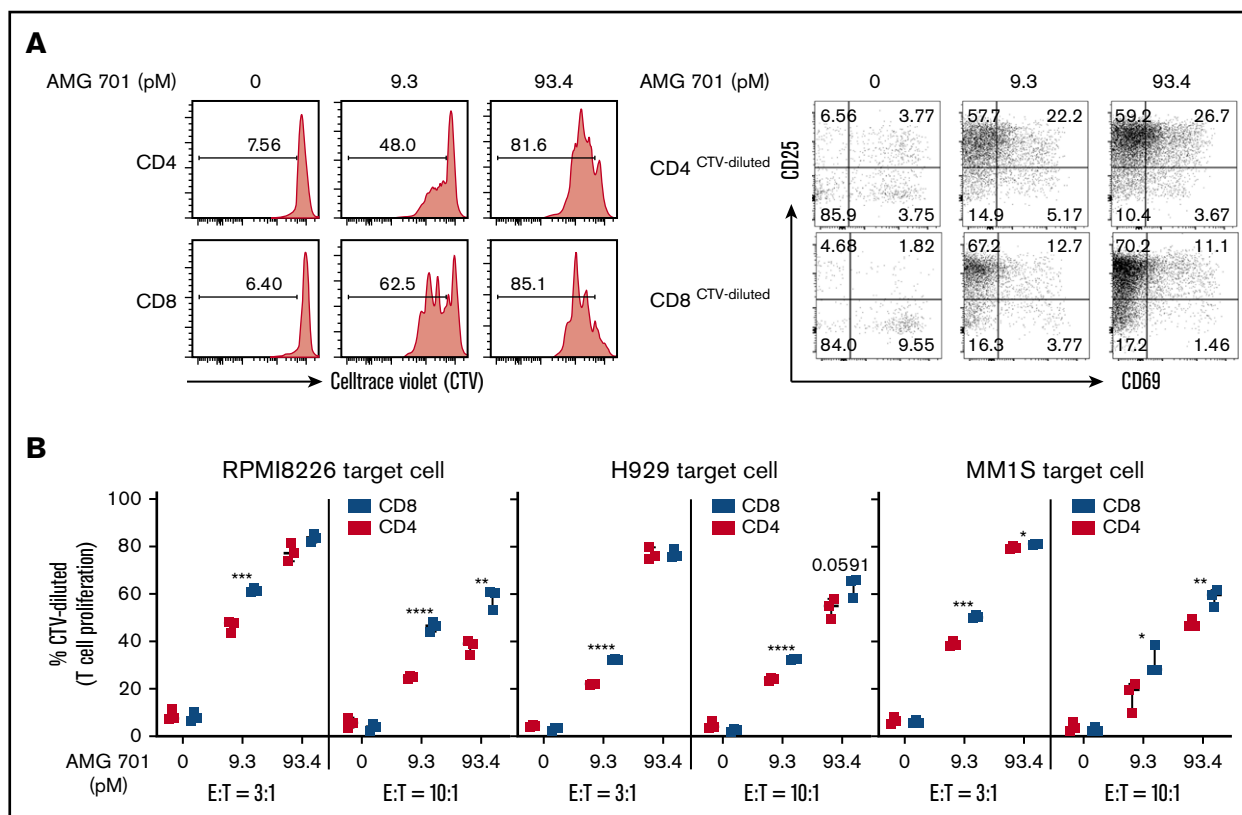 A
AMG 701 (pM) 0 9.3 93.4
CD4 7.56 48.0 81.6
CD8 6.40 62.5 85.1
Celltrace violet (CTV)
AMG 701 (pM) 0 9.3 93.4
CD25
CD4 CTV-diluted
6.56 3.77 57.7 22.2 59.2 26.7
85.9 3.75 14.9 5.17 10.4 3.67
CD8 CTV-diluted
4.68 1.82 67.2 12.7 70.2 11.1
84.0 9.55 16.3 3.77 17.2 1.46
CD69
B
RPMI8226 target cell H929 target cell MM1S target cell
% CTV-diluted
(T cell proliferation)
100
80
60
40
20
0
CD8 CD8 CD8
CD4 CD4 CD4
*** **** **
**** **** 0.0591
*** * * **
AMG 701
(pM)
0 9.3 93.4 0 9.3 93.4 0 9.3 93.4 0 9.3 93.4 0 9.3 93.4 0 9.3 93.4
E:T = 3:1 E:T = 10:1 E:T = 3:1 E:T = 10:1 E:T = 3:1 E:T = 10:1